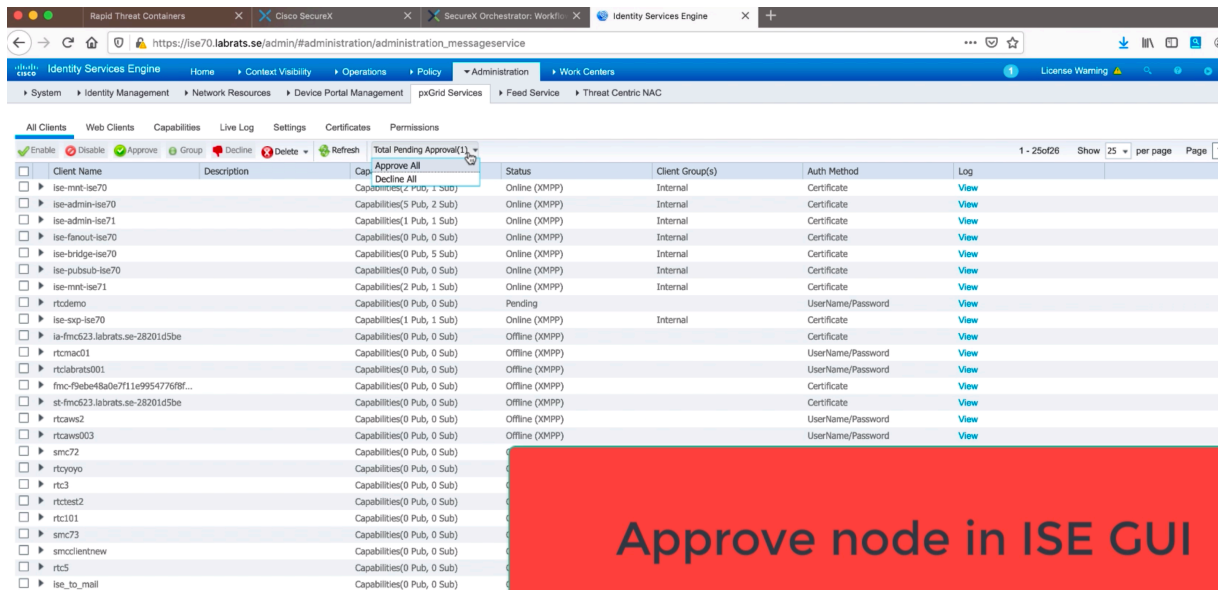 Rapid Threat Containers Cisco SecureX SecureX Orchestrator: Workflo Identity Services Engine
https://ise70.labrats.se/admin/#administration/administration_messageservice
CISCO Identity Services Engine Home Context Visibility Operations Policy Administration Work Centers 1 License Warning
System Identity Management Network Resources Device Portal Management pxGrid Services Feed Service Threat Centric NAC
All Clients Web Clients Capabilities Live Log Settings Certificates Permissions
Enable Disable Approve Group Decline Delete Refresh Total Pending Approval(1) 1 - 25of26 Show 25 per page Page
Approve All
Decline All
Client Name Description Cap Status Client Group(s) Auth Method Log
ise-mnt-ise70 Capabilities(2 Pub, 1 Sub) Online (XMPP) Internal Certificate View
ise-admin-ise70 Capabilities(5 Pub, 2 Sub) Online (XMPP) Internal Certificate View
ise-admin-ise71 Capabilities(1 Pub, 1 Sub) Online (XMPP) Internal Certificate View
ise-fanout-ise70 Capabilities(0 Pub, 0 Sub) Online (XMPP) Internal Certificate View
ise-bridge-ise70 Capabilities(0 Pub, 5 Sub) Online (XMPP) Internal Certificate View
ise-pubsub-ise70 Capabilities(0 Pub, 0 Sub) Online (XMPP) Internal Certificate View
ise-mnt-ise71 Capabilities(2 Pub, 1 Sub) Online (XMPP) Internal Certificate View
rtcdemo Capabilities(0 Pub, 0 Sub) Pending UserName/Password View
ise-sxp-ise70 Capabilities(1 Pub, 1 Sub) Online (XMPP) Internal Certificate View
ia-fmc623.labrats.se-28201d5be Capabilities(0 Pub, 0 Sub) Offline (XMPP) Certificate View
rtcmac01 Capabilities(0 Pub, 0 Sub) Offline (XMPP) UserName/Password View
rtclabrats001 Capabilities(0 Pub, 0 Sub) Offline (XMPP) UserName/Password View
fmc-f9ebe48a0e7f11e9954776f8f... Capabilities(0 Pub, 0 Sub) Offline (XMPP) Certificate View
st-fmc623.labrats.se-28201d5be Capabilities(0 Pub, 0 Sub) Offline (XMPP) Certificate View
rtcaws2 Capabilities(0 Pub, 0 Sub) Offline (XMPP) UserName/Password View
rtcaws003 Capabilities(0 Pub, 0 Sub) Offline (XMPP) UserName/Password View
smc72 Capabilities(0 Pub, 0 Sub)
rtcyoyo Capabilities(0 Pub, 0 Sub)
rtc3 Capabilities(0 Pub, 0 Sub)
rtctest2 Capabilities(0 Pub, 0 Sub)
rtc101 Capabilities(0 Pub, 0 Sub)
smc73 Capabilities(0 Pub, 0 Sub)
smcclientnew Capabilities(0 Pub, 0 Sub)
rtc5 Capabilities(0 Pub, 0 Sub)
ise_to_mail Capabilities(0 Pub, 0 Sub)
Approve node in ISE GUI